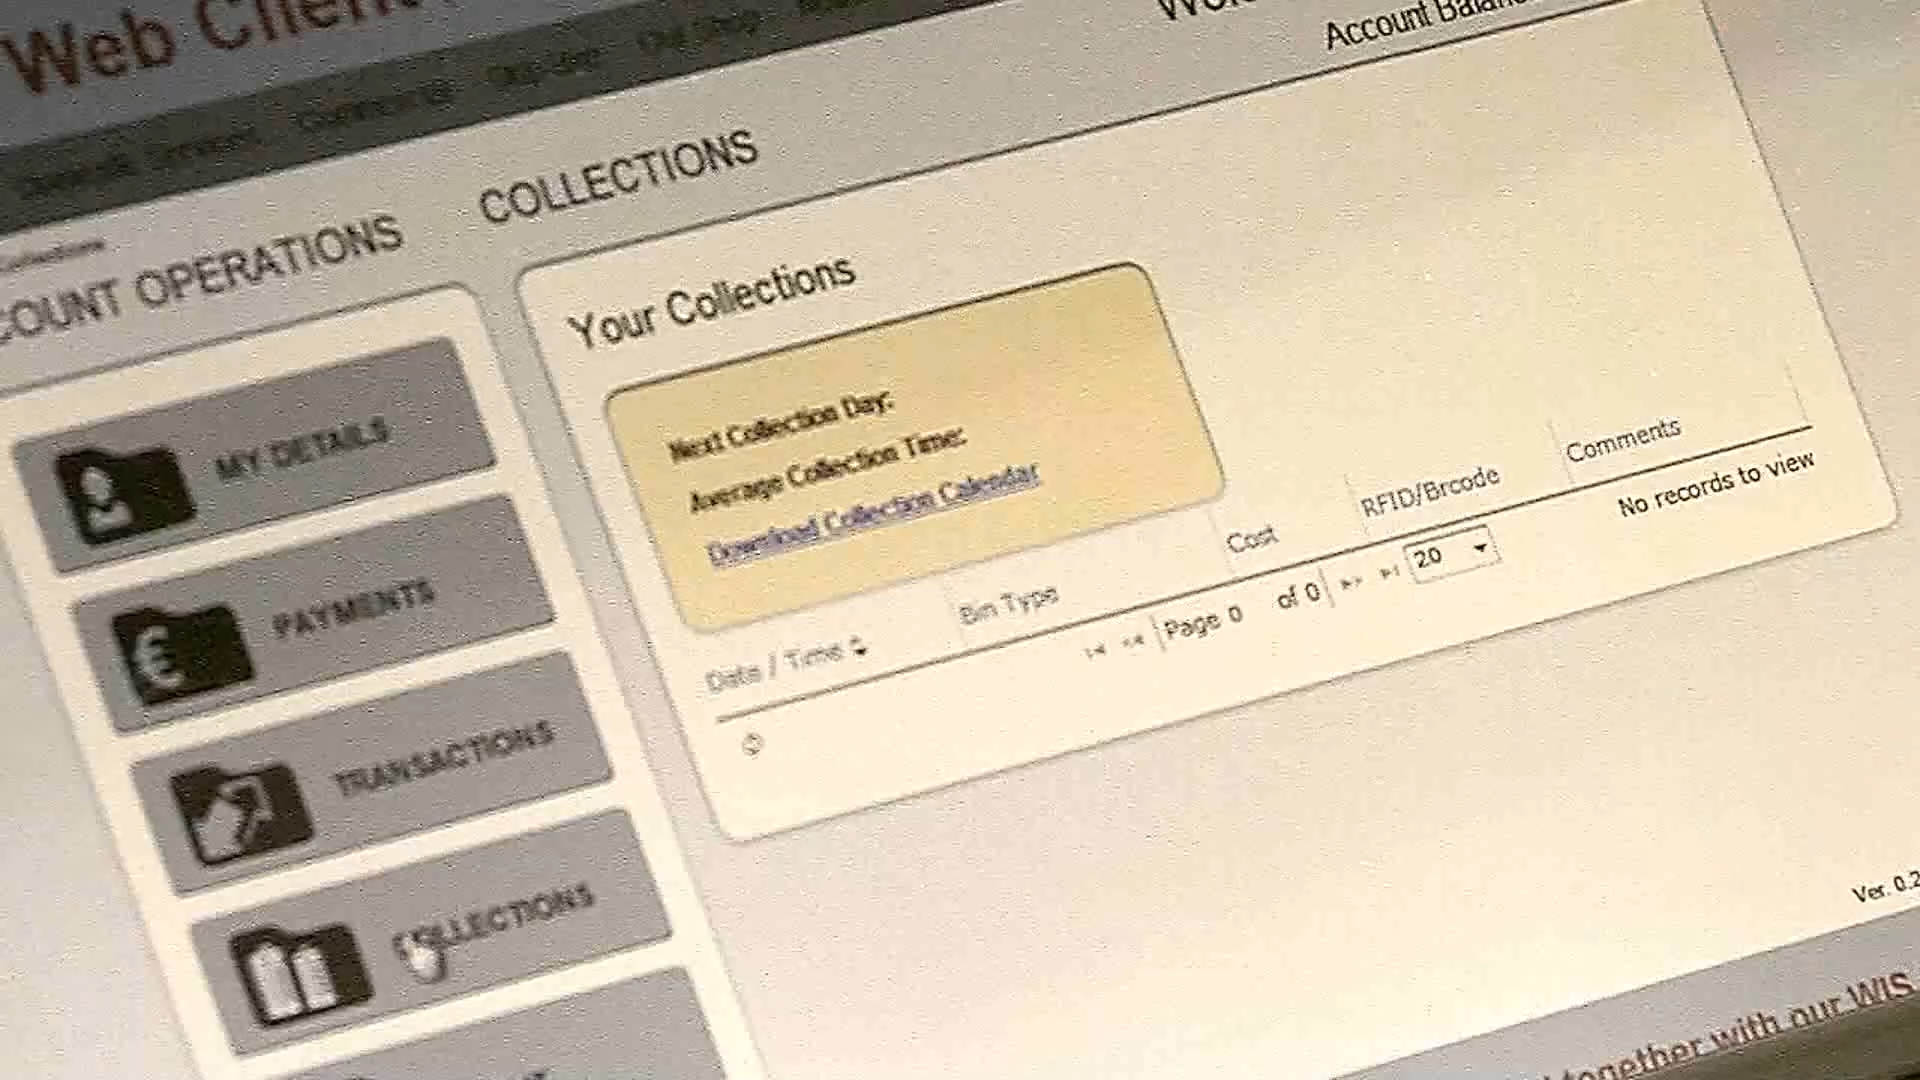 Web Client
Account Balan
Collections
COUNT OPERATIONS
COLLECTIONS
MY DETAILS
PAYMENTS
TRANSACTIONS
COLLECTIONS
Your Collections
Next Collection Day:
Average Collection Time:
Download Collection Calendar
Date / Time
Bin Type
Cost
RFID/Brcode
Comments
Page 0 of 0
20
No records to view
Ver. 0.2
together with our WIS